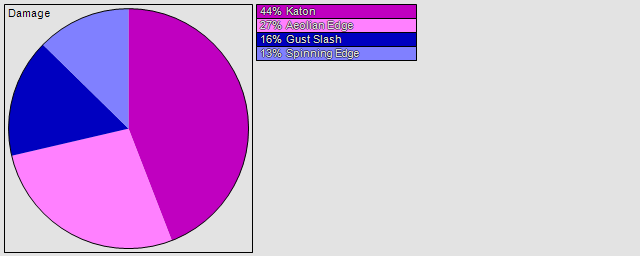 Damage
44% Katon
27% Aeolian Edge
16% Gust Slash
13% Spinning Edge